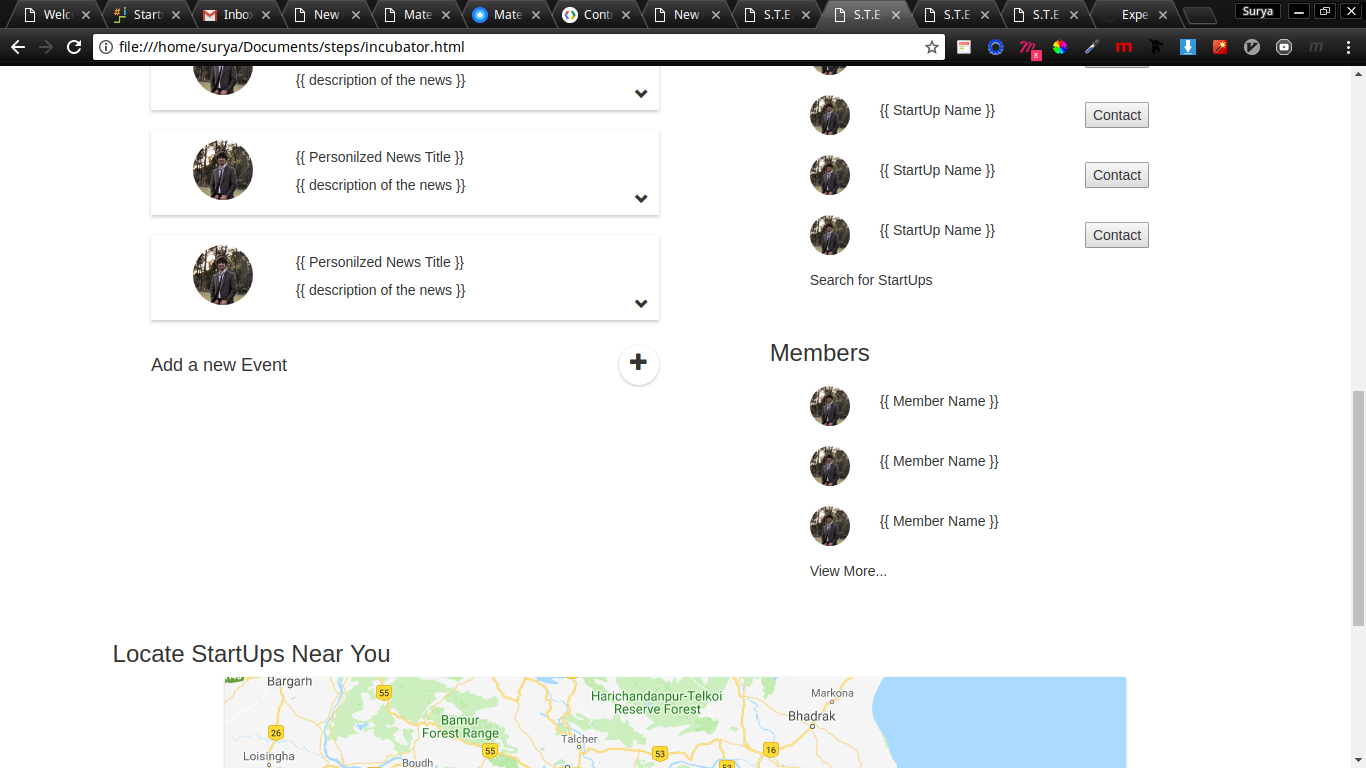 Welc
Start
Inbox
New
Mate
Mate
Cont
New
S.T.E
S.T.E
S.T.E
S.T.E
Expe
Surya
file:///home/surya/Documents/steps/incubator.html
8
m
m
{{ description of the news }}
{{ Personilzed News Title }}
{{ description of the news }}
{{ Personilzed News Title }}
{{ description of the news }}
Add a new Event
{{ StartUp Name }} Contact
{{ StartUp Name }} Contact
{{ StartUp Name }} Contact
Search for StartUps
Members
{{ Member Name }}
{{ Member Name }}
{{ Member Name }}
View More...
Locate StartUps Near You
Bargarh
55
Harichandanpur-Telkoi
Reserve Forest
Markona
Bhadrak
Bamur
Forest Range
26
Talcher
Loisingha
55
53
16
Boudh
53